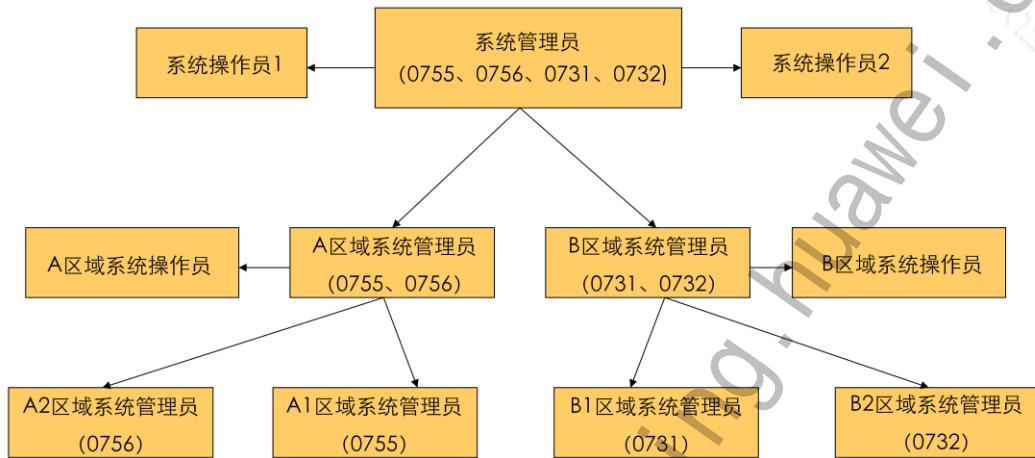 系统操作员1
系统管理员
(0755、0756、0731、0732)
系统操作员2
A区域系统操作员
A区域系统管理员
(0755、0756)
B区域系统管理员
(0731、0732)
B区域系统操作员
A2区域系统管理员
(0756)
A1区域系统管理员
(0755)
B1区域系统管理员
(0731)
B2区域系统管理员
(0732)
ng.huawei.